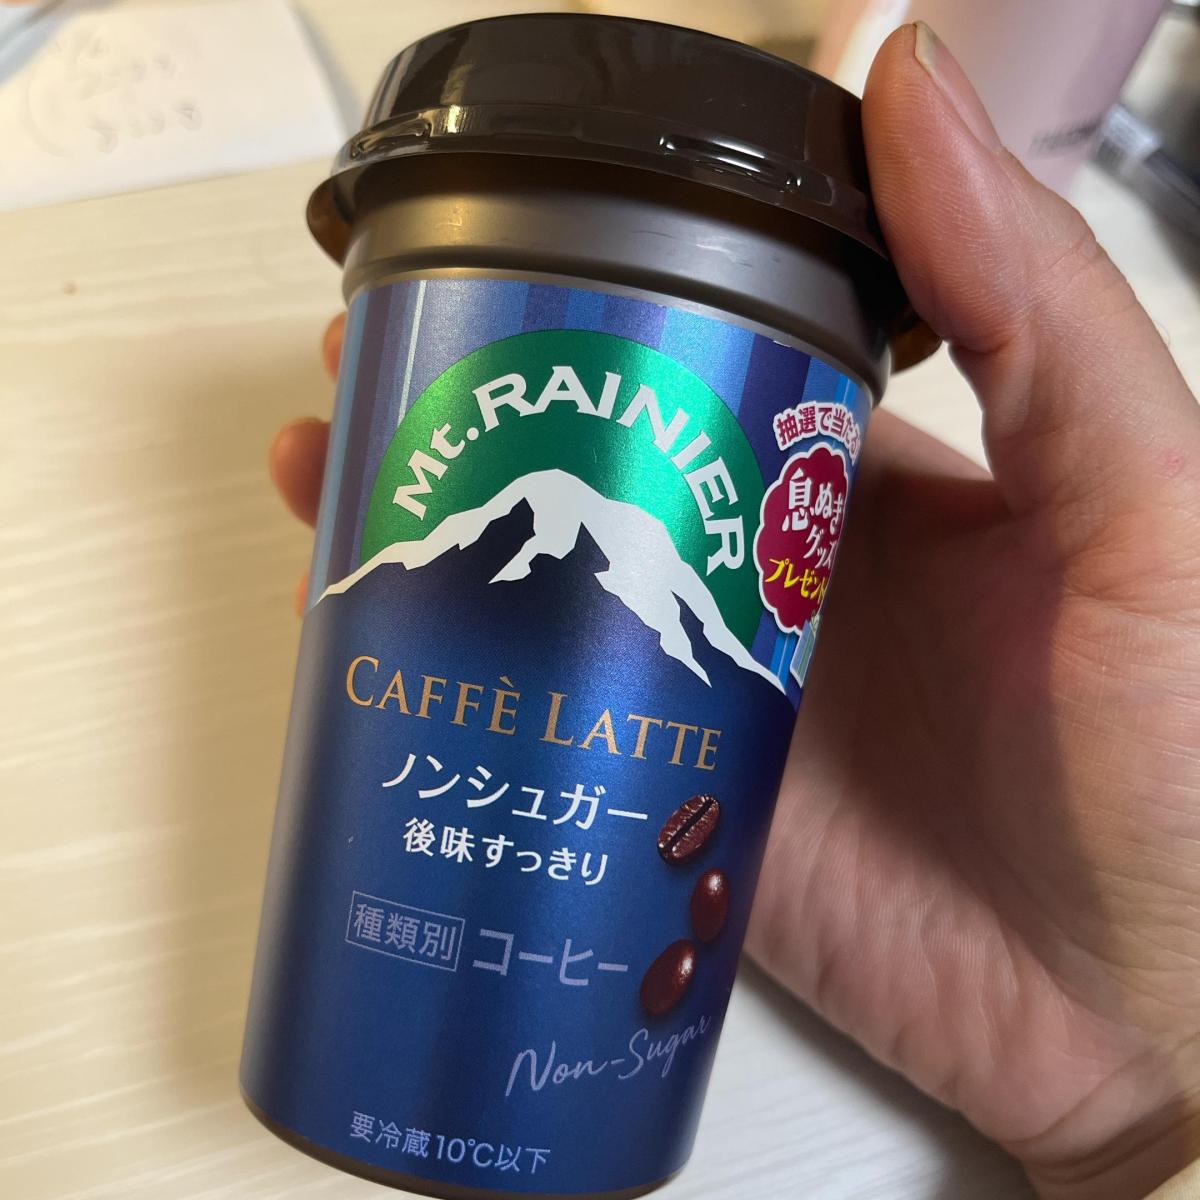 Mt. RAINIER
抽選で当たる!
息ぬき
グッズ
プレゼント
CAFFÈ LATTE
ノンシュガー
後味すっきり
種類別 コーヒー
Non-Sugar
要冷蔵10℃以下